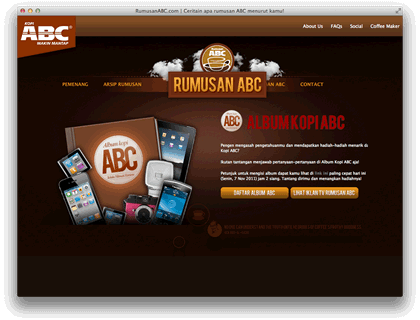 RumusanABC.com | Ceritain apa rumusan ABC menurut kamu!
KOPI
ABC
MAKIN MANTAP
About Us FAQs Social Coffee Maker
ABC
PEMENANG ARSIP RUMUSAN RUMUSAN ABC AN ABC CONTACT
Album kopi
ABC
ALBUM KOPI ABC
Pengen mengasah pengetahuanmu dan mendapatkan hadiah-hadiah menarik da
Kopi ABC?
Ikutan tantangan menjawab pertanyaan-pertanyaan di Album Kopi ABC aja!
Petunjuk untuk mengisi album dapat kamu lihat di link ini paling cepat hari ini
(Senin, 7 Nov 2011) jam 2 siang. Tantang dirimu dan menangkan hadiahnya!
DAFTAR ALBUM ABC LIHAT IKLAN TV RUMUSAN ABC